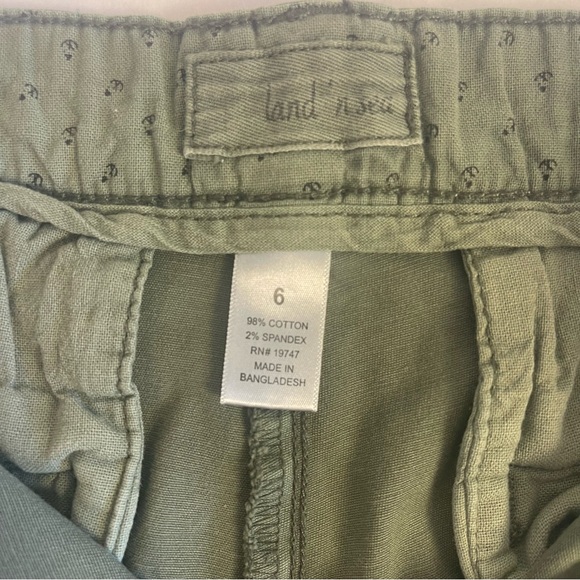 land 'n sea
6
98% COTTON
2% SPANDEX
RN# 19747
MADE IN
BANGLADESH